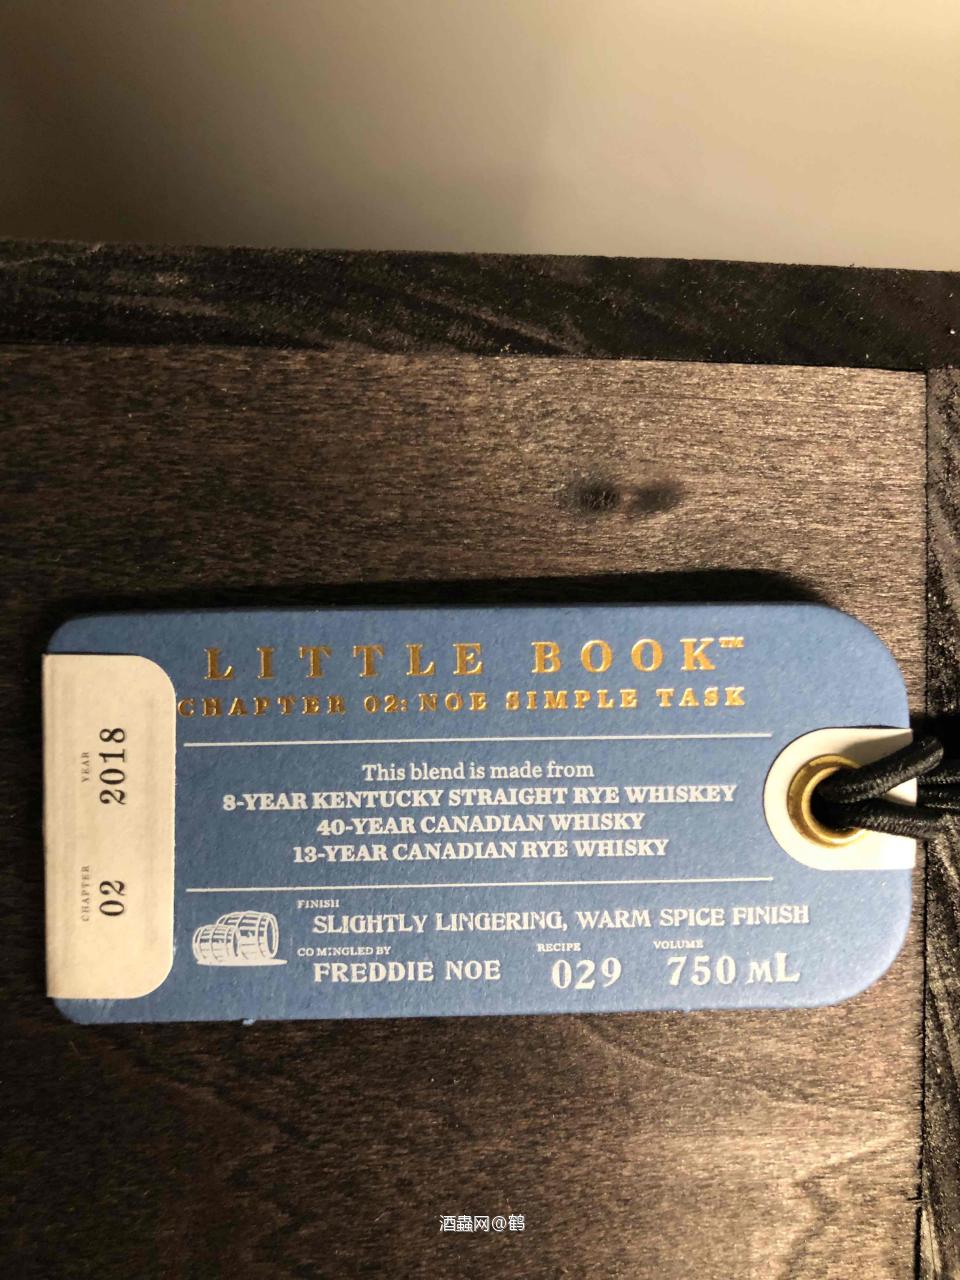 LITTLE BOOK™
CHAPTER 02: NOE SIMPLE TASK
This blend is made from
8-YEAR KENTUCKY STRAIGHT RYE WHISKEY
40-YEAR CANADIAN WHISKY
13-YEAR CANADIAN RYE WHISKY
FINISH
SLIGHTLY LINGERING, WARM SPICE FINISH
CO MINGLED BY
FREDDIE NOE
RECIPE
029
VOLUME
750 mL
CHAPTER
02
YEAR
2018
酒蟲网@鹤